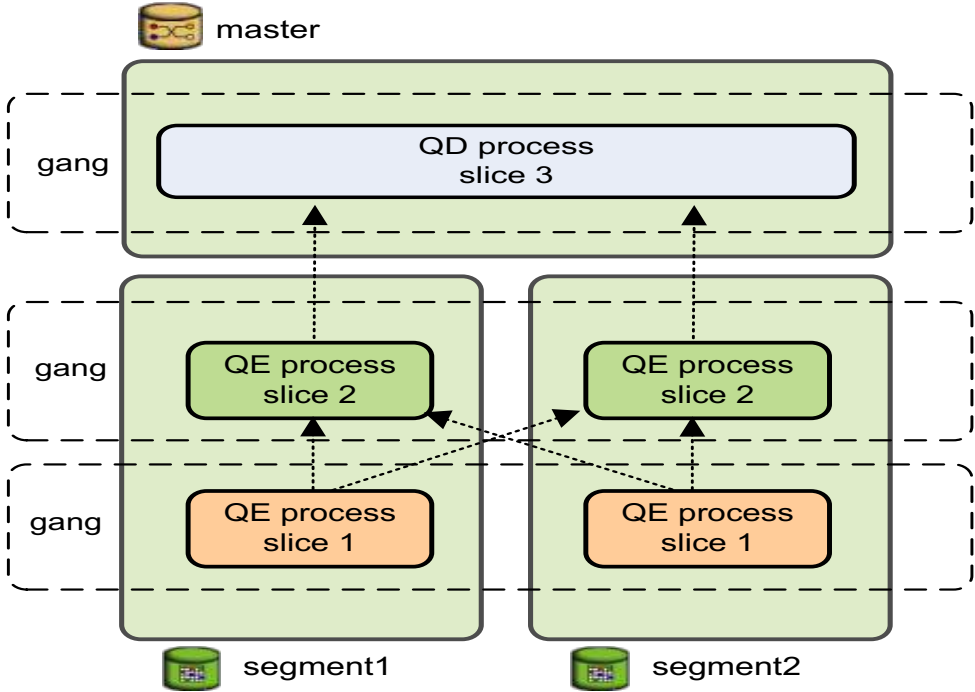 master
gang
QD process
slice 3
gang
QE process
slice 2
QE process
slice 2
gang
QE process
slice 1
QE process
slice 1
segment1
segment2